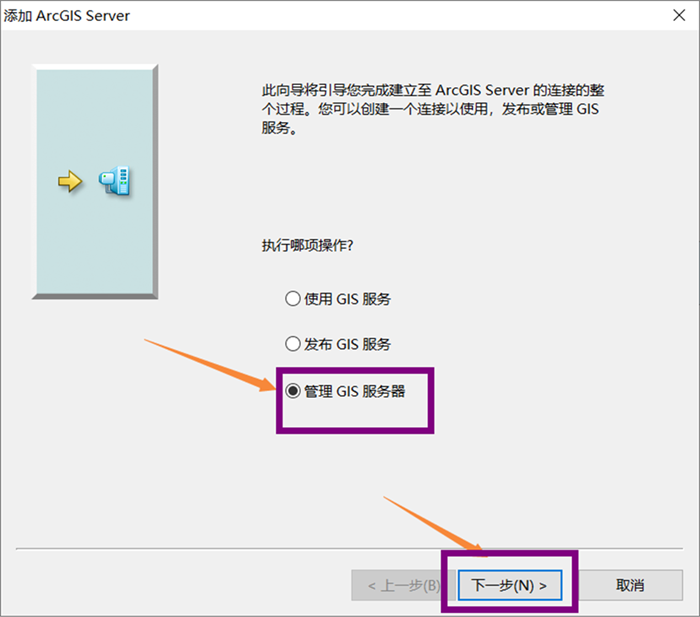 添加 ArcGIS Server
此向导将引导您完成建立至 ArcGIS Server 的连接的整
个过程。您可以创建一个连接以使用，发布或管理 GIS
服务。
执行哪项操作?
使用 GIS 服务
发布 GIS 服务
管理 GIS 服务器
< 上一步(B)
下一步(N) >
取消